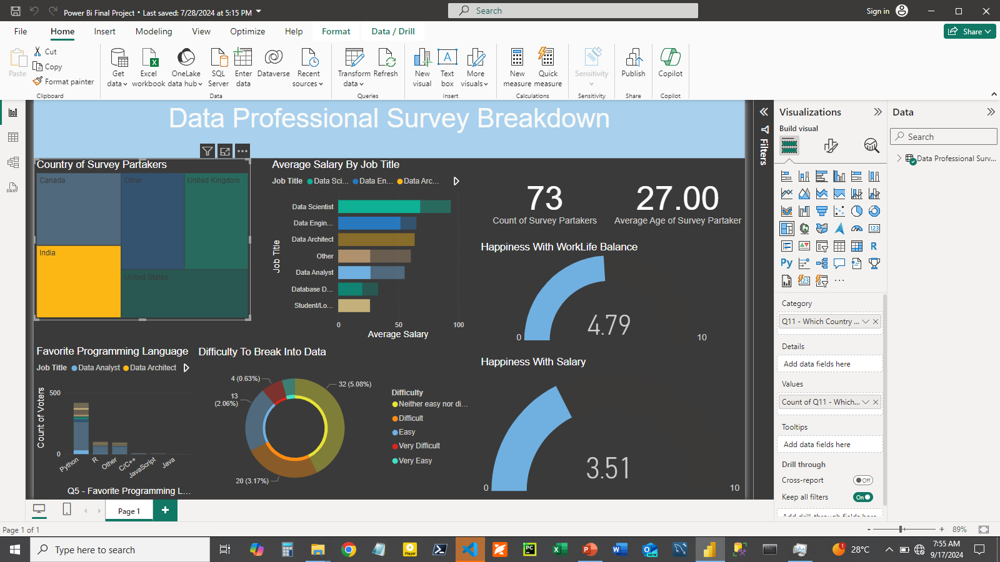 Power Bi Final Project • Last saved: 7/28/2024 at 5:15 PM
Search
Sign in
File
Home
Insert
Modeling
View
Optimize
Help
Format
Data / Drill
Share
Paste
Cut
Copy
Format painter
Clipboard
Get data
Excel workbook
OneLake data hub
SQL Server
Enter data
Dataverse
Recent sources
Data
Transform data
Refresh
Queries
New visual
Text box
More visuals
Insert
New measure
Quick measure
Calculations
Sensitivity
Sensitivity
Publish
Share
Copilot
Copilot
Data Professional Survey Breakdown
Country of Survey Partakers
Canada
Other
United Kingdom
India
United States
Average Salary By Job Title
Job Title
Data Sci...
Data En...
Data Arc...
Job Title
Data Scientist
Data Engin...
Data Architect
Other
Data Analyst
Database D...
Student/Lo...
0
50
100
Average Salary
73
Count of Survey Partakers
27.00
Average Age of Survey Partaker
Happiness With WorkLife Balance
4.79
0
10
Happiness With Salary
3.51
0
10
Favorite Programming Language
Job Title
Data Analyst
Data Architect
Count of Voters
500
0
Python
R
Other
C/C++
JavaScript
Java
Q5 - Favorite Programming L...
Difficulty To Break Into Data
4 (0.63%)
13
(2.06%)
32 (5.08%)
20 (3.17%)
Difficulty
Neither easy nor di...
Difficult
Easy
Very Difficult
Very Easy
Filters
Visualizations
Build visual
123
R
Py
123
Category
Q11 - Which Country ...
Details
Add data fields here
Values
Count of Q11 - Which...
Tooltips
Add data fields here
Drill through
Cross-report
Off
Keep all filters
On
Add drill-through fields here
Data
Search
Data Professional Surv...
Page 1
Page 1 of 1
- + 89%
Type here to search
28°C
7:55 AM
9/17/2024